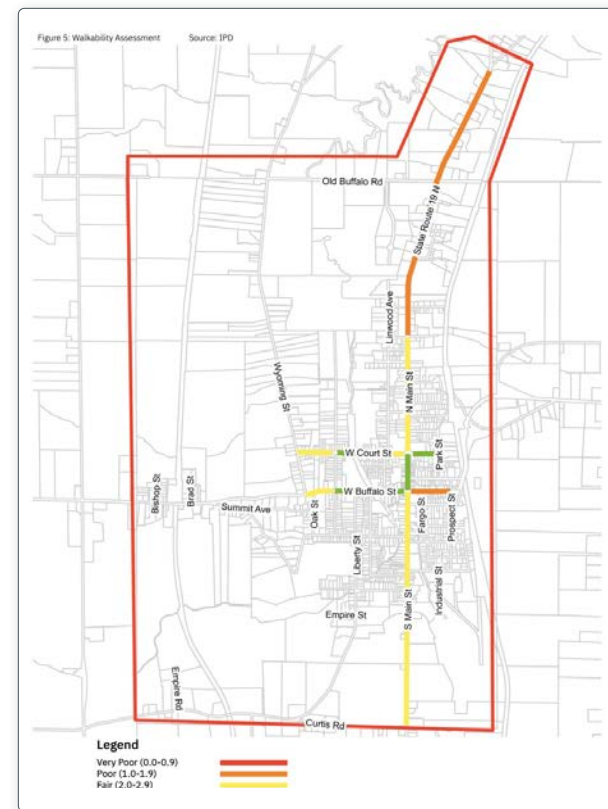 Figure 5: Walkability Assessment Source: IPD
Old Buffalo Rd
State Route 19 N
Linwood Ave
Wyoming St
N Main St
W Court St
Park St
W Buffalo St
Bishop St
Brad St
Summit Ave
Oak St
Fargo St
Prospect St
Liberty St
S Main St
Industrial St
Empire St
Empire Rd
Curtis Rd
Legend
Very Poor (0.0-0.9)
Poor (1.0-1.9)
Fair (2.0-2.9)